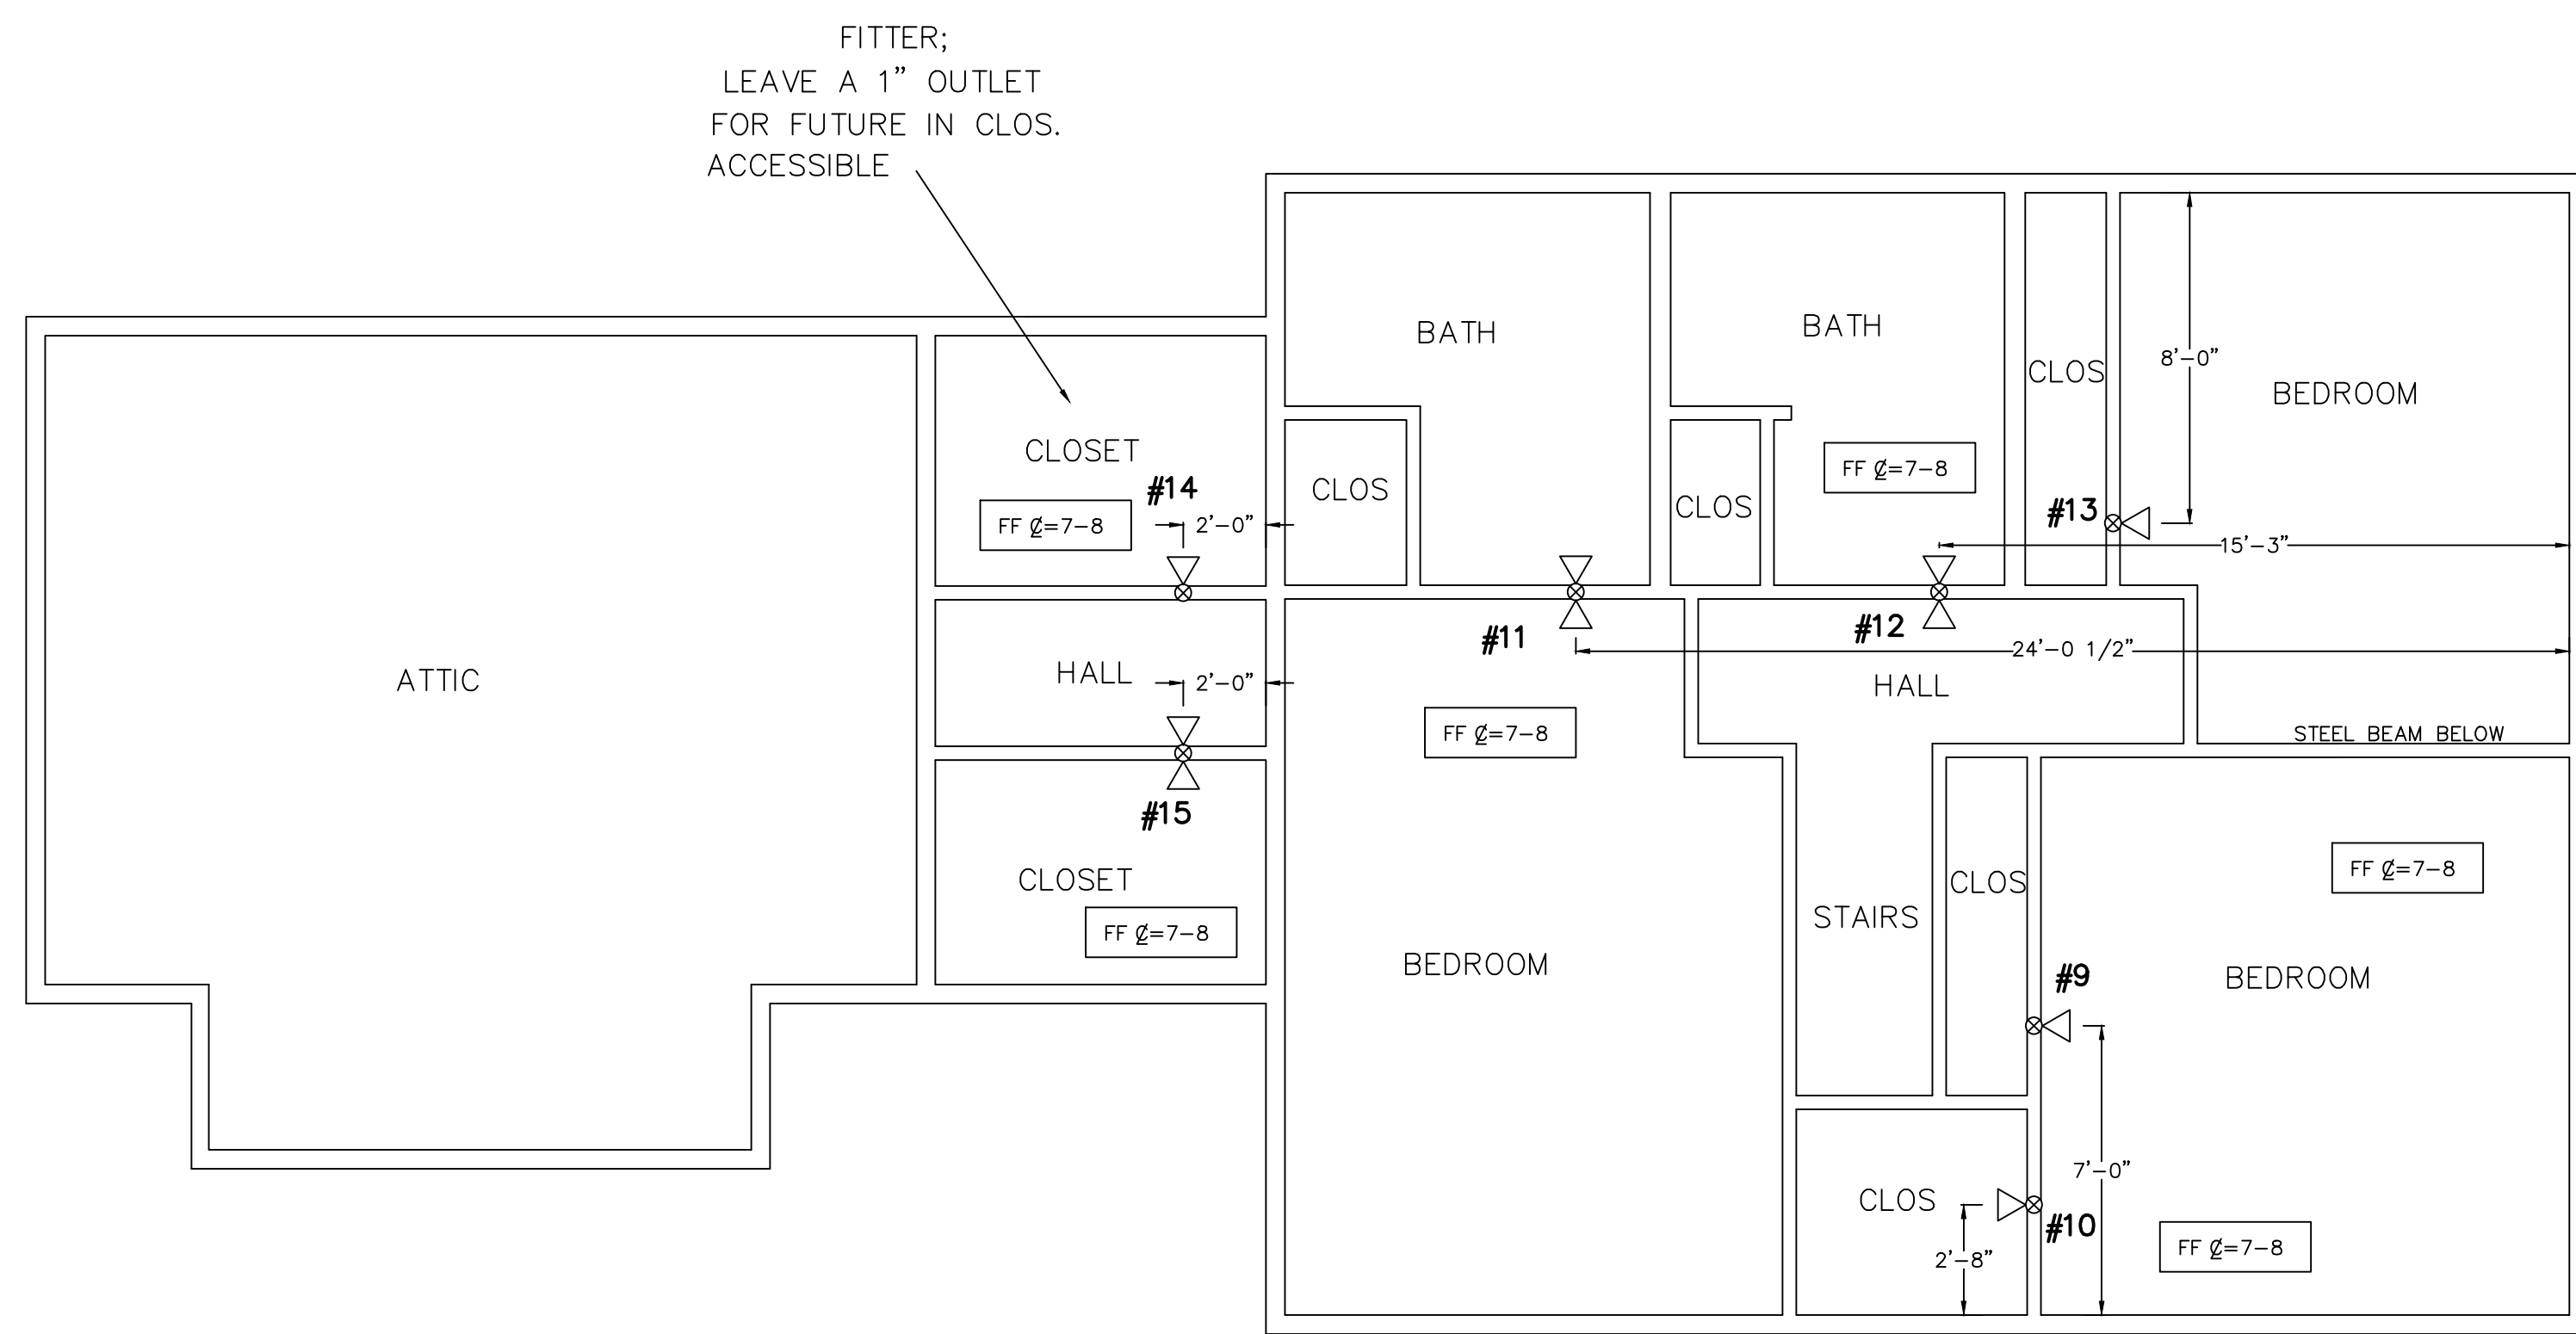 FITTER;
LEAVE A 1" OUTLET
FOR FUTURE IN CLOS.
ACCESSIBLE
BATH
BATH
CLOS
8'-0"
BEDROOM
CLOSET
#14
CLOS
CLOS
FF ℄=7-8
#13
FF ℄=7-8
2'-0"
15'-3"
#11
#12
24'-0 1/2"
ATTIC
HALL
2'-0"
HALL
FF ℄=7-8
STEEL BEAM BELOW
#15
CLOSET
FF ℄=7-8
CLOS
FF ℄=7-8
STAIRS
BEDROOM
#9
BEDROOM
7'-0"
CLOS
#10
2'-8"
FF ℄=7-8